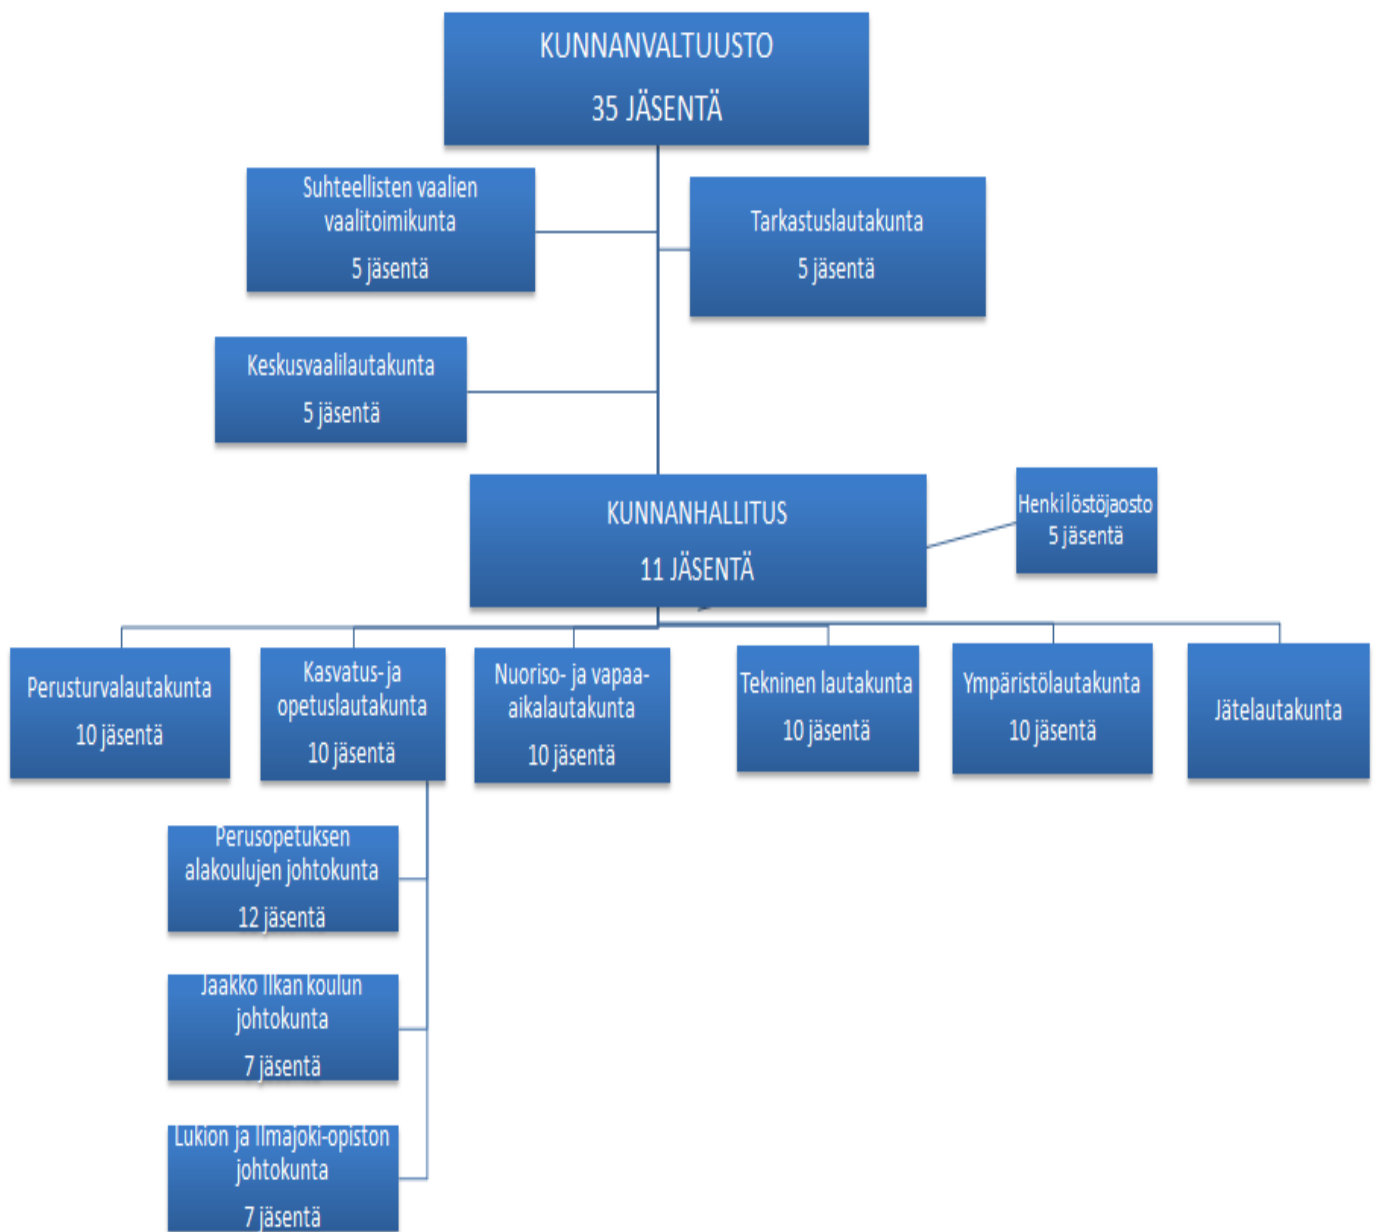 KUNNANVALTUUSTO
35 JÄSENTÄ
Suhteellisten vaalien
vaalitoimikunta
5 jäsentä
Tarkastuslautakunta
5 jäsentä
Keskusvaalilautakunta
5 jäsentä
KUNNANHALLITUS
11 JÄSENTÄ
Henkilöstöjaosto
5 jäsentä
Perusturvalautakunta
10 jäsentä
Kasvatus-ja
opetuslautakunta
10 jäsentä
Nuoriso- ja vapaa-
aikalautakunta
10 jäsentä
Tekninen lautakunta
10 jäsentä
Ympäristölautakunta
10 jäsentä
Jätelautakunta
Perusopetuksen
alakoulujen johtokunta
12 jäsentä
Jaakko Ilkan koulun
johtokunta
7 jäsentä
Lukion ja Ilmajoki-opiston
johtokunta
7 jäsentä